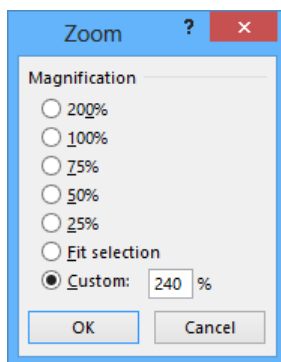 Zoom ? ×
Magnification
200%
100%
75%
50%
25%
Fit selection
Custom: 240 %
OK Cancel